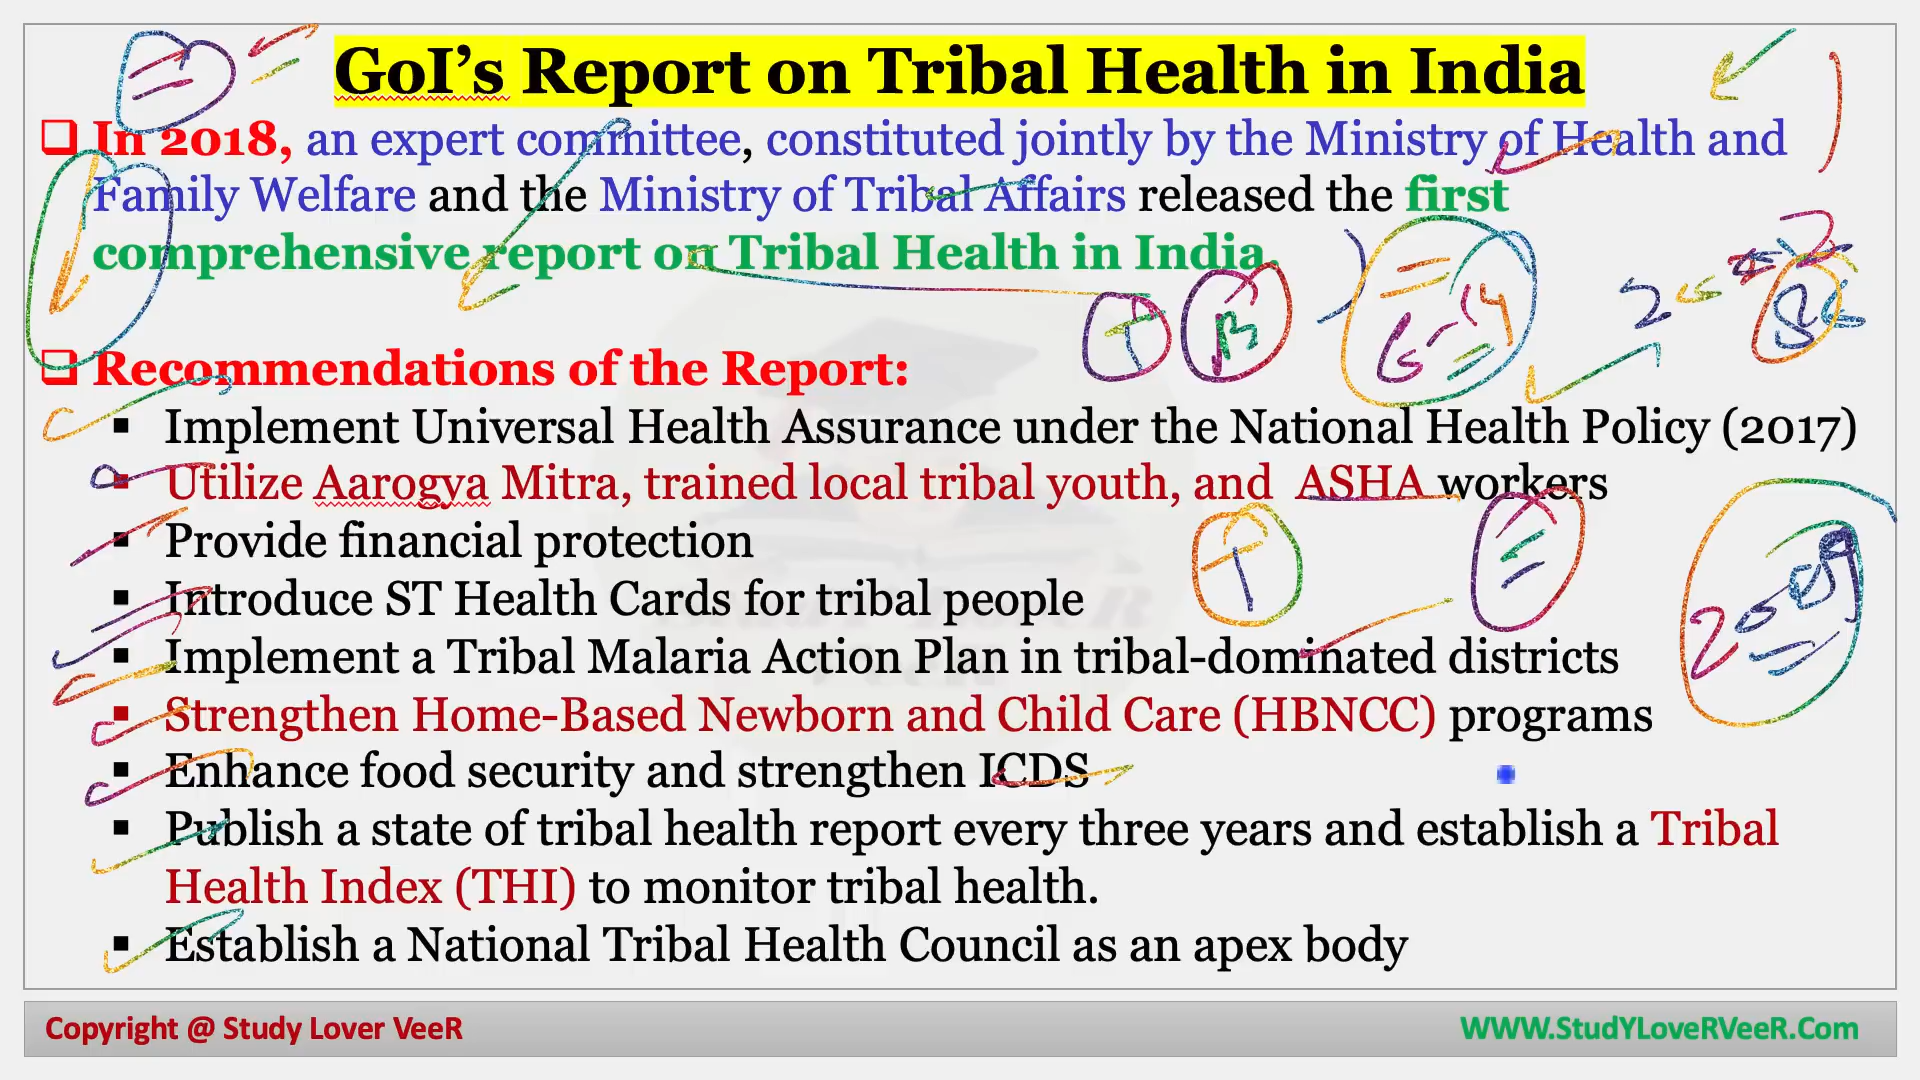 GoI's Report on Tribal Health in India
❑ In 2018, an expert committee, constituted jointly by the Ministry of Health and
Family Welfare and the Ministry of Tribal Affairs released the first
comprehensive report on Tribal Health in India.
❑ Recommendations of the Report:
▪ Implement Universal Health Assurance under the National Health Policy (2017)
▪ Utilize Aarogya Mitra, trained local tribal youth, and ASHA workers
▪ Provide financial protection
▪ Introduce ST Health Cards for tribal people
▪ Implement a Tribal Malaria Action Plan in tribal-dominated districts
▪ Strengthen Home-Based Newborn and Child Care (HBNCC) programs
▪ Enhance food security and strengthen ICDS
▪ Publish a state of tribal health report every three years and establish a Tribal
Health Index (THI) to monitor tribal health.
▪ Establish a National Tribal Health Council as an apex body
Copyright @ Study Lover VeeR
WWW.StudYLoveRVeeR.Com